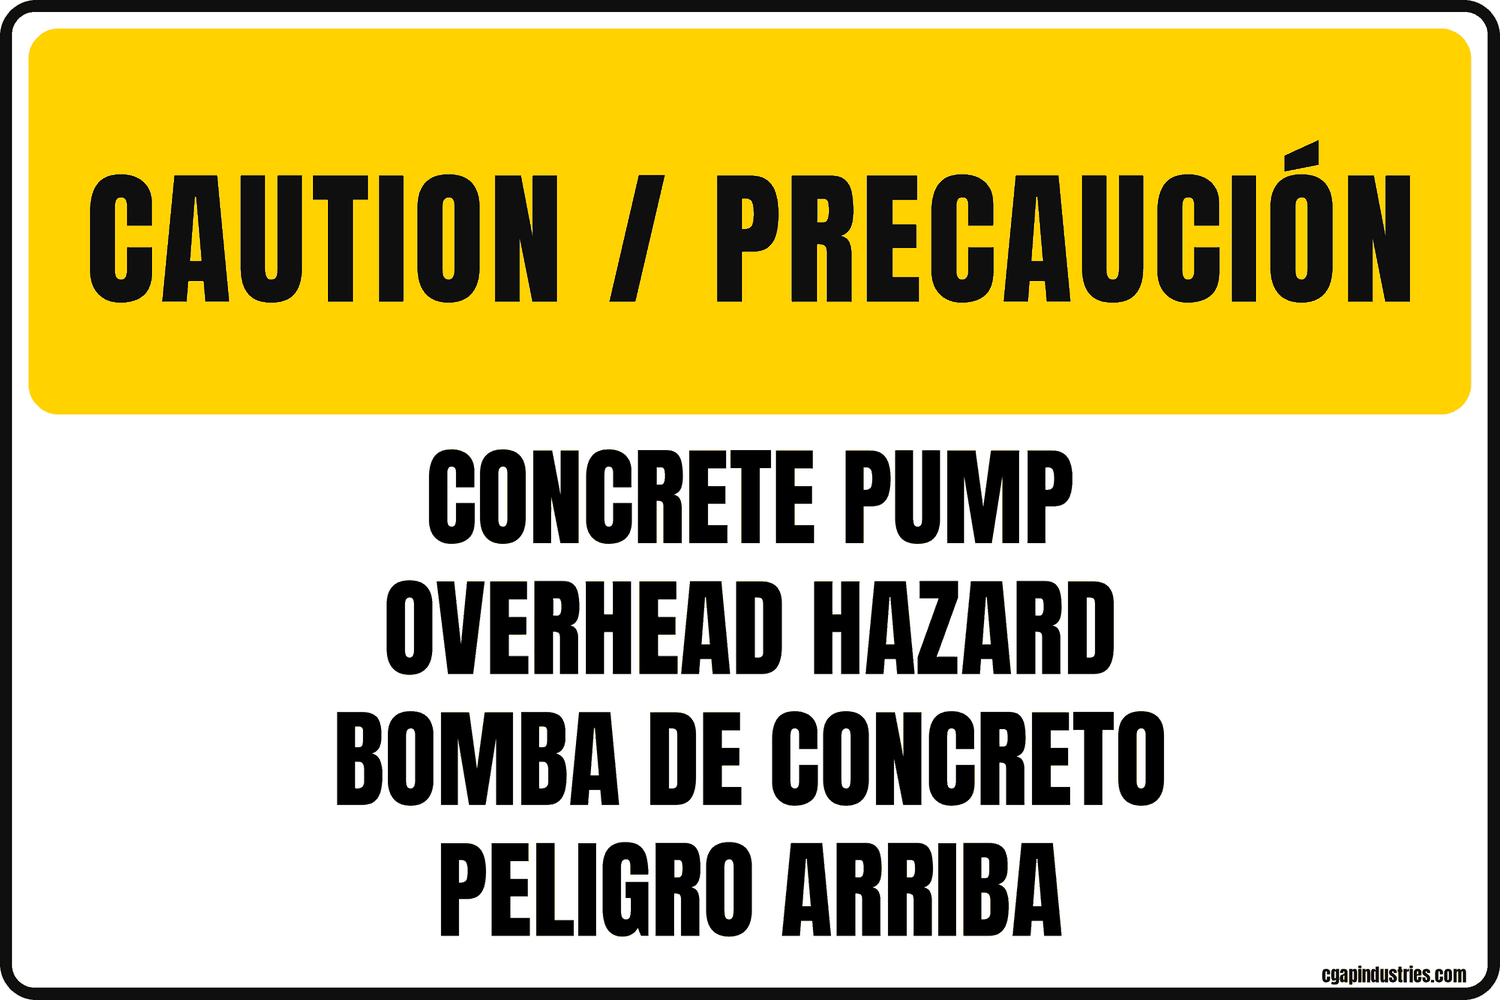 CAUTION / PRECAUCIÓN
CONCRETE PUMP
OVERHEAD HAZARD
BOMBA DE CONCRETO
PELIGRO ARRIBA
cgapindustries.com